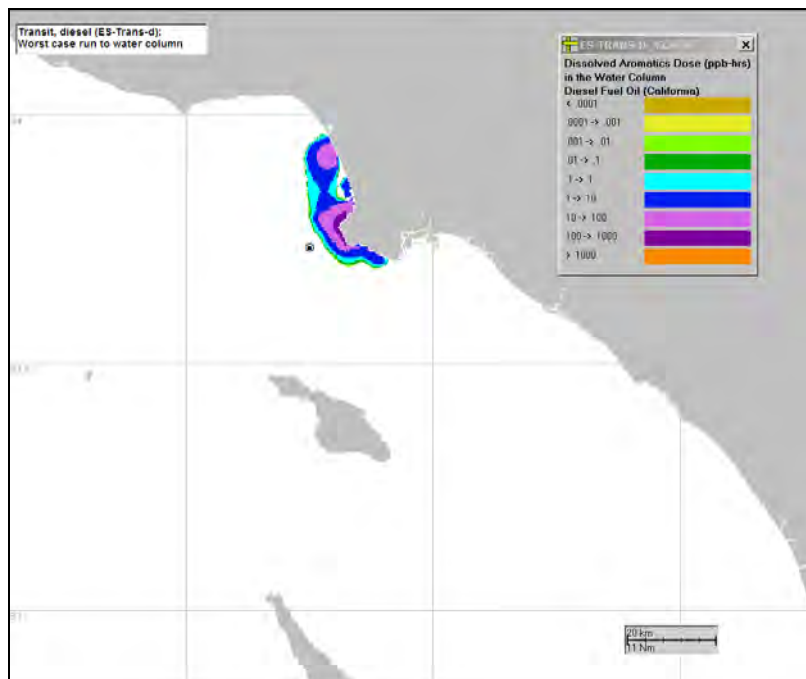 Transit, diesel (ES-Trans-d):
Worst case run to water column
Dissolved Aromatics Dose (ppb-hrs)
in the Water Column
Diesel Fuel Oil (California)
< .0001
.0001 -> .001
.001 -> .01
.01 -> .1
.1 -> 1
1 -> 10
10 -> 100
100 -> 1000
> 1000
20 km
11 Nm